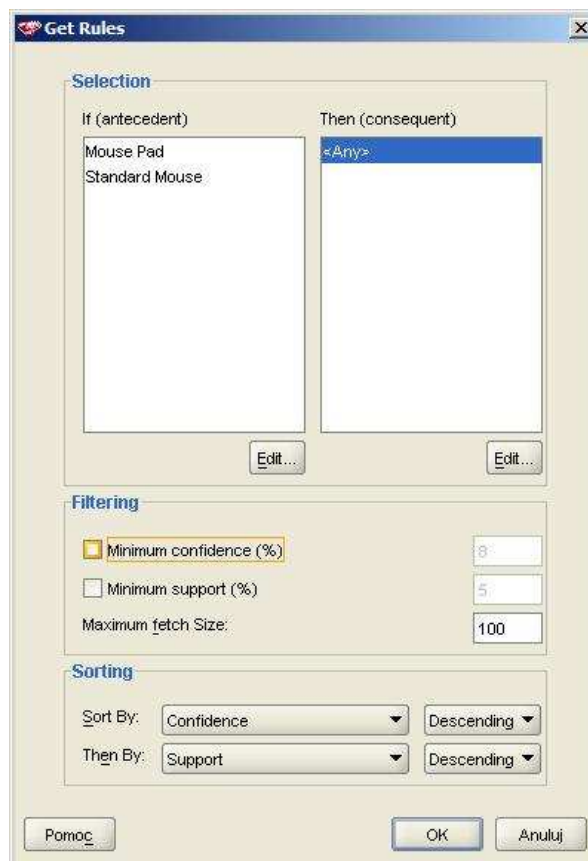 Get Rules
Selection
If (antecedent)
Then (consequent)
Mouse Pad
Standard Mouse
<Any>
Edit...
Edit...
Filtering
Minimum confidence (%)
8
Minimum support (%)
5
Maximum fetch Size:
100
Sorting
Sort By:
Confidence
Descending
Then By:
Support
Descending
Pomoc
OK
Anuluj